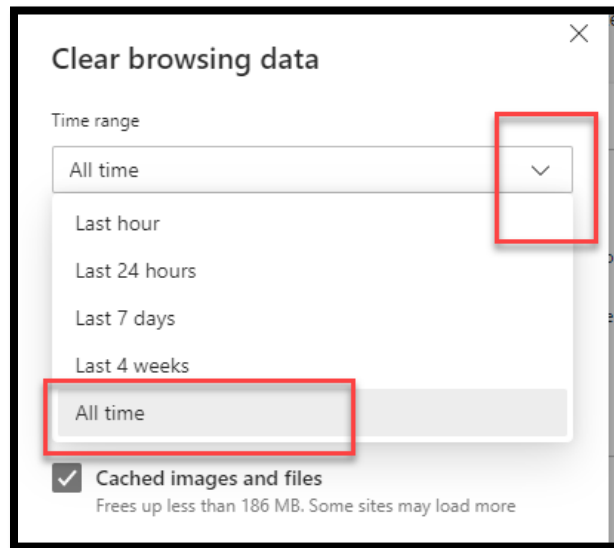 Clear browsing data
Time range
All time
Last hour
Last 24 hours
Last 7 days
Last 4 weeks
All time
Cached images and files
Frees up less than 186 MB. Some sites may load more